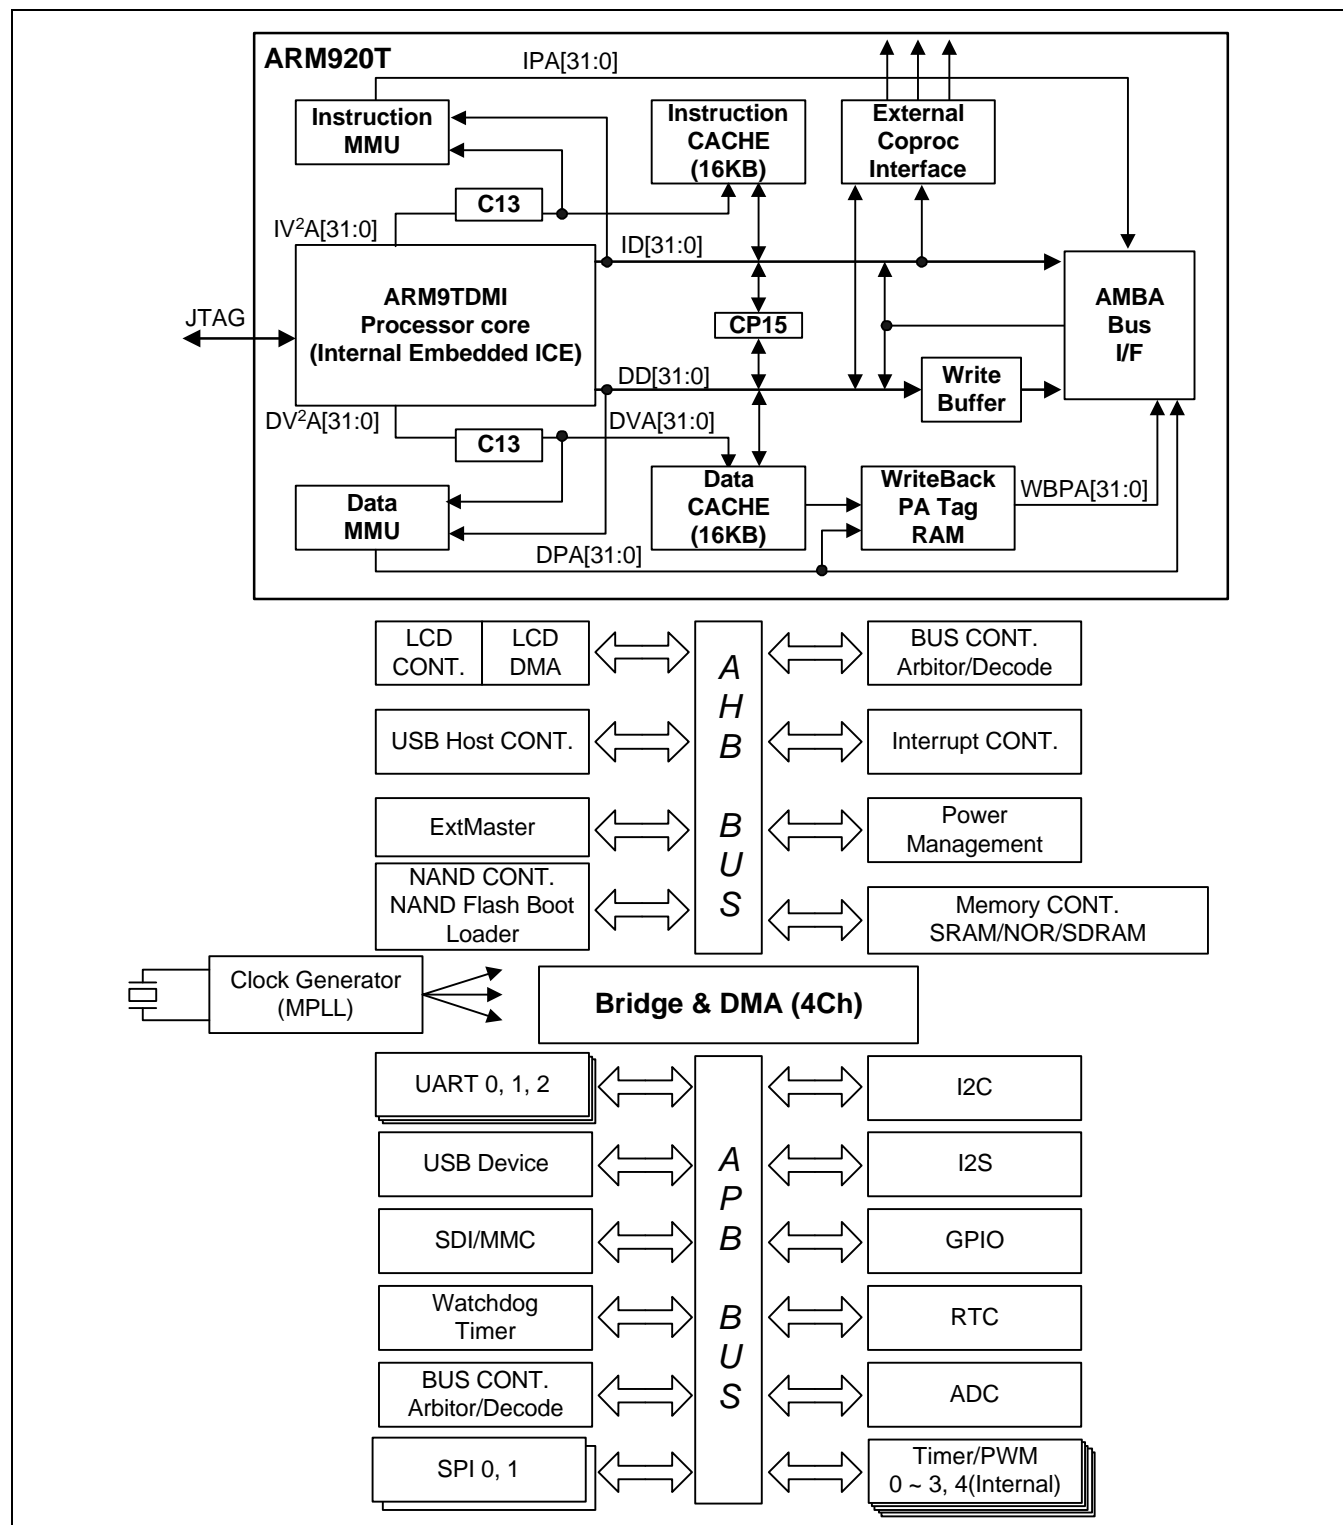 ARM920T
IPA[31:0]
Instruction
MMU
Instruction
CACHE
(16KB)
External
Coproc
Interface
C13
IV²A[31:0]
ID[31:0]
ARM9TDMI
Processor core
(Internal Embedded ICE)
JTAG
CP15
AMBA
Bus
I/F
DD[31:0]
Write
Buffer
DV²A[31:0]
DVA[31:0]
C13
Data
MMU
Data
CACHE
(16KB)
WriteBack
PA Tag
RAM
WBPA[31:0]
DPA[31:0]
LCD
CONT.
LCD
DMA
BUS CONT.
Arbitor/Decode
USB Host CONT.
Interrupt CONT.
ExtMaster
Power
Management
NAND CONT.
NAND Flash Boot
Loader
Memory CONT.
SRAM/NOR/SDRAM
AHB BUS
Clock Generator
(MPLL)
Bridge & DMA (4Ch)
UART 0, 1, 2
I2C
USB Device
I2S
SDI/MMC
GPIO
Watchdog
Timer
RTC
BUS CONT.
Arbitor/Decode
ADC
SPI 0, 1
Timer/PWM
0 ~ 3, 4(Internal)
APB BUS